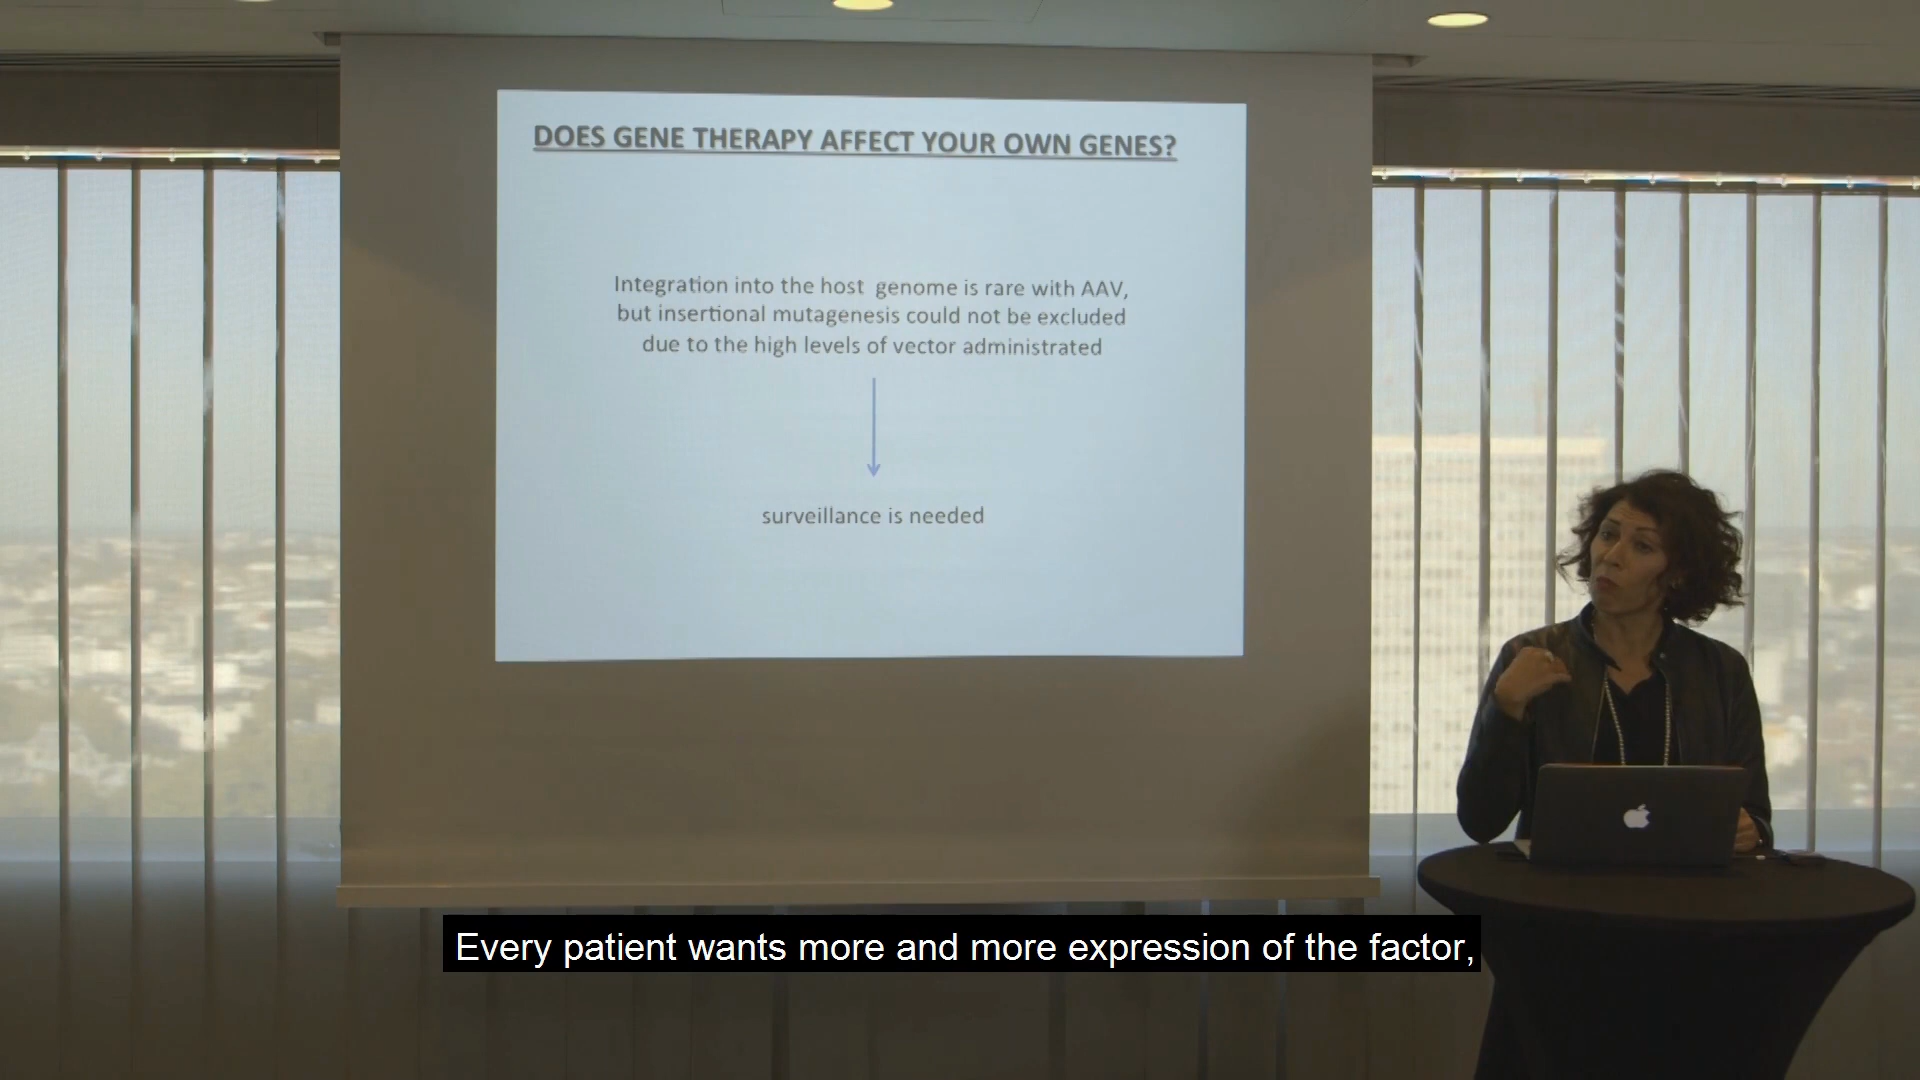 DOES GENE THERAPY AFFECT YOUR OWN GENES?
Integration into the host genome is rare with AAV,
but insertional mutagenesis could not be excluded
due to the high levels of vector administrated
surveillance is needed
Every patient wants more and more expression of the factor,